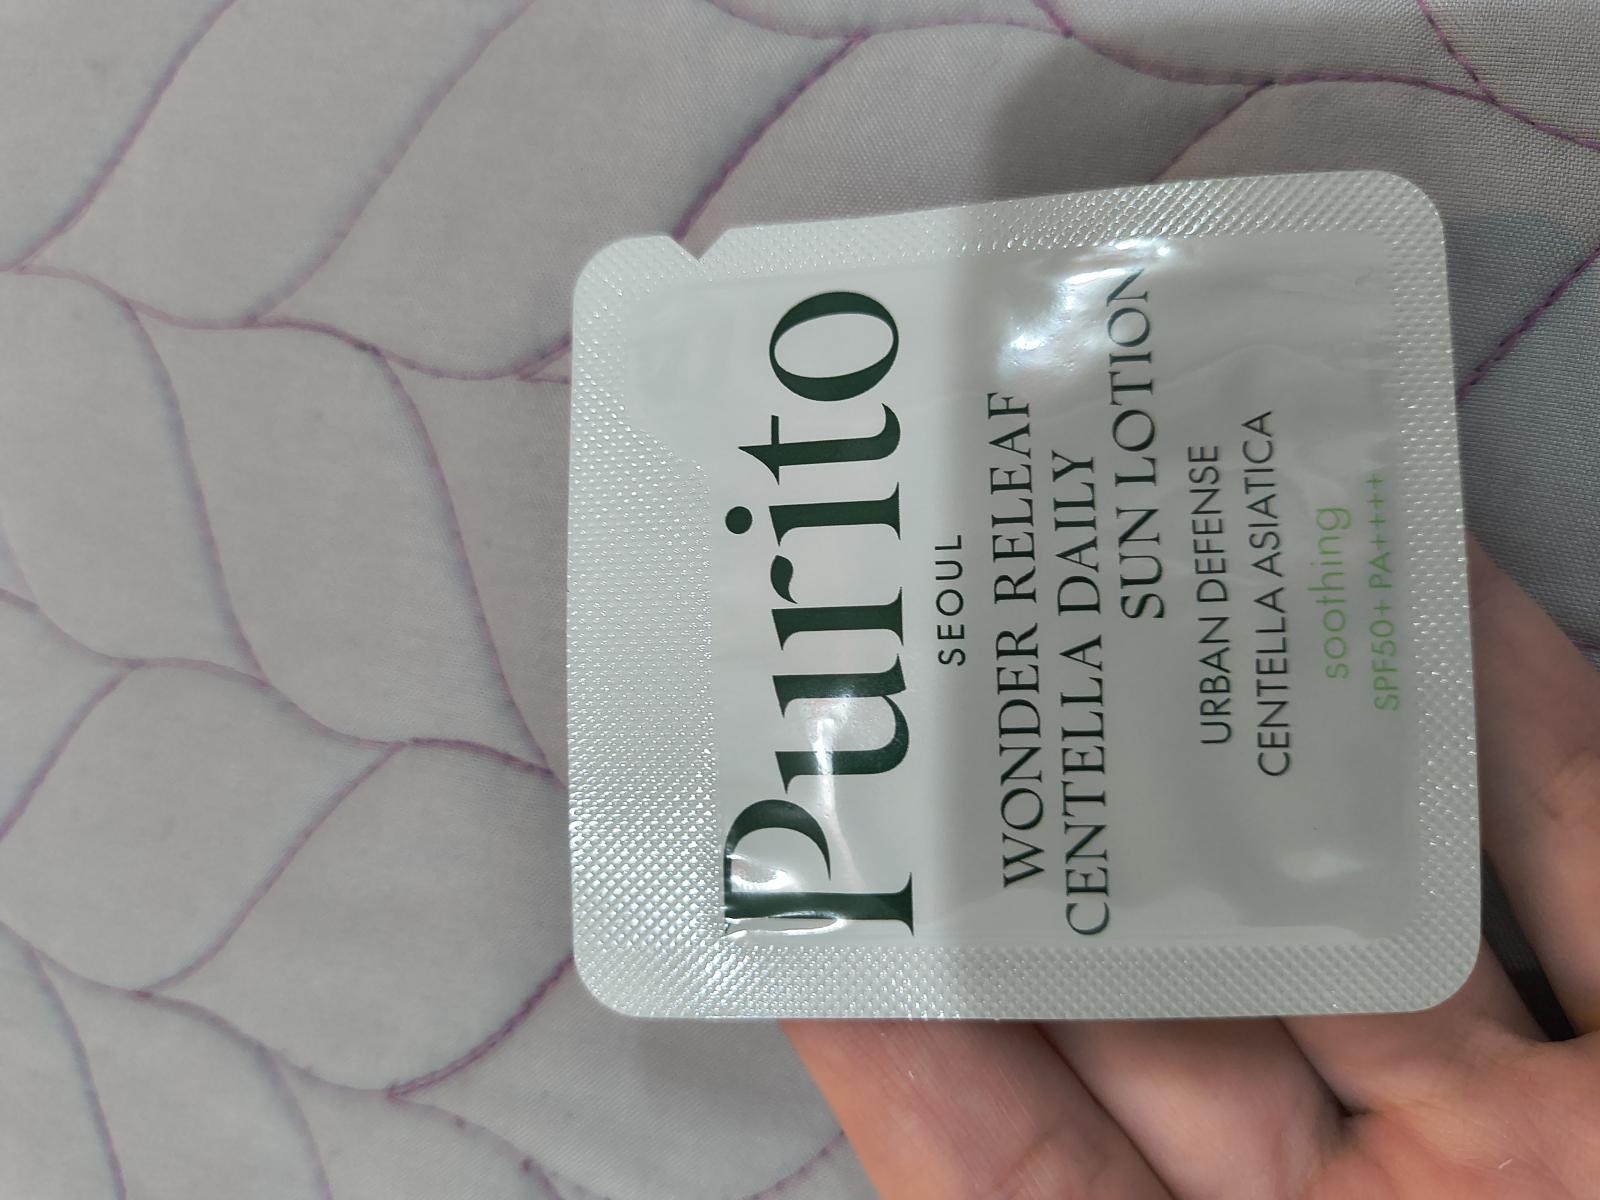 Purito
SEOUL
WONDER RELEAF
CENTELLA DAILY
SUN LOTION
URBAN DEFENSE
CENTELLA ASIATICA
soothing
SPF50+ PA++++